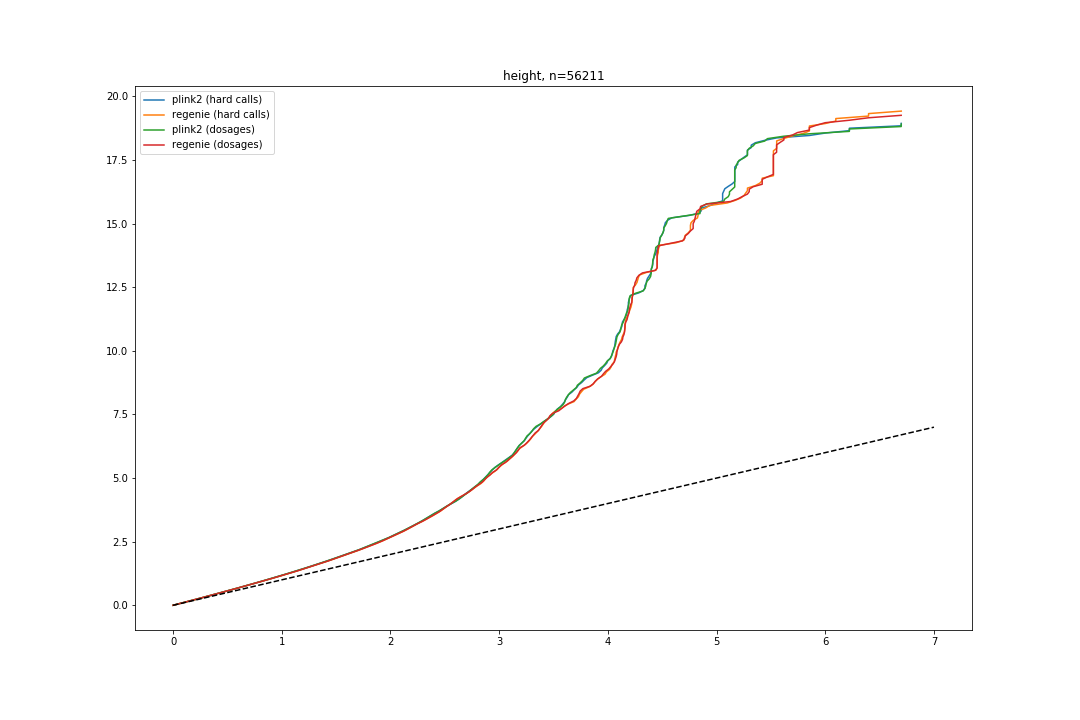 height, n=56211
plink2 (hard calls)
regenie (hard calls)
plink2 (dosages)
regenie (dosages)
20.0
17.5
15.0
12.5
10.0
7.5
5.0
2.5
0.0
0 1 2 3 4 5 6 7